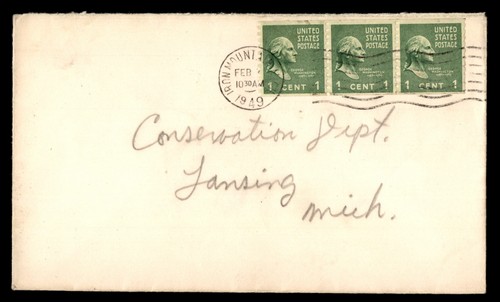 UNITED STATES POSTAGE
1 CENT 1
UNITED STATES POSTAGE
1 CENT 1
UNITED STATES POSTAGE
1 CENT 1
IRON MOUNTAIN
FEB
10 30 AM
1949
Conservation Dept.
Lansing
Mich.